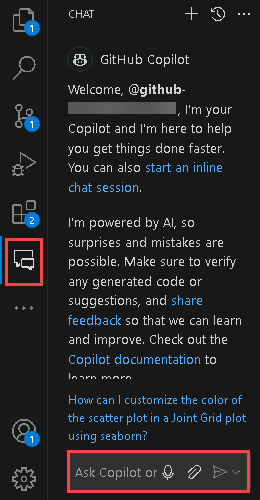 CHAT
1
GitHub Copilot
Welcome, @github-
, I'm your
1
Copilot and I'm here to help
you get things done faster.
You can also start an inline
chat session.
2
I'm powered by AI, so
surprises and mistakes are
possible. Make sure to verify
any generated code or
suggestions, and share
feedback so that we can learn
and improve. Check out the
Copilot documentation to
learn more.
How can I customize the color of
the scatter plot in a Joint Grid plot
using seaborn?
1
Ask Copilot or